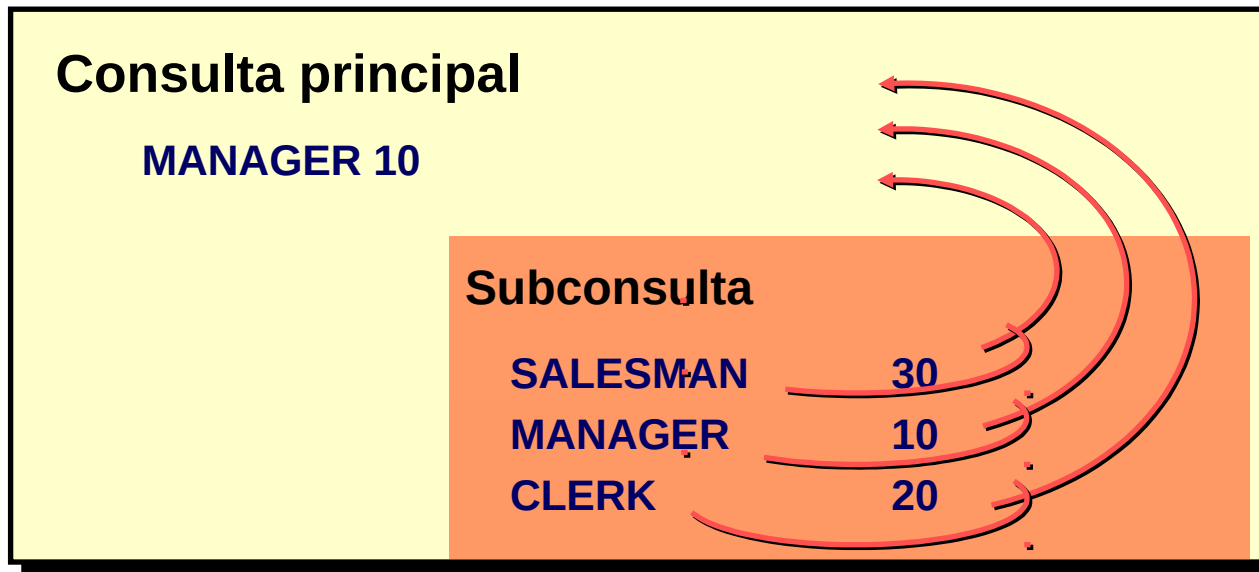 Consulta principal
MANAGER 10
Subconsulta
SALESMAN 30
MANAGER 10
CLERK 20